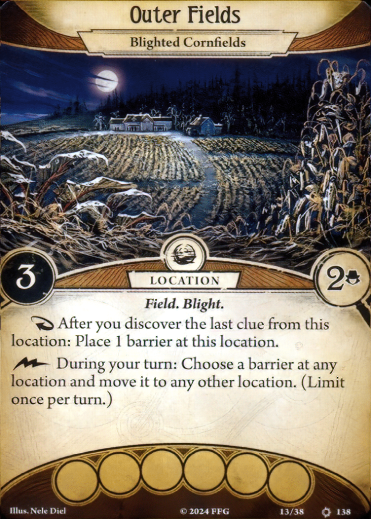 Outer Fields
Blighted Cornfields
3
LOCATION
2
Field. Blight.
After you discover the last clue from this
location: Place 1 barrier at this location.
During your turn: Choose a barrier at any
location and move it to any other location. (Limit
once per turn.)
Illus. Nele Diel
© 2024 FFG
13/38
138